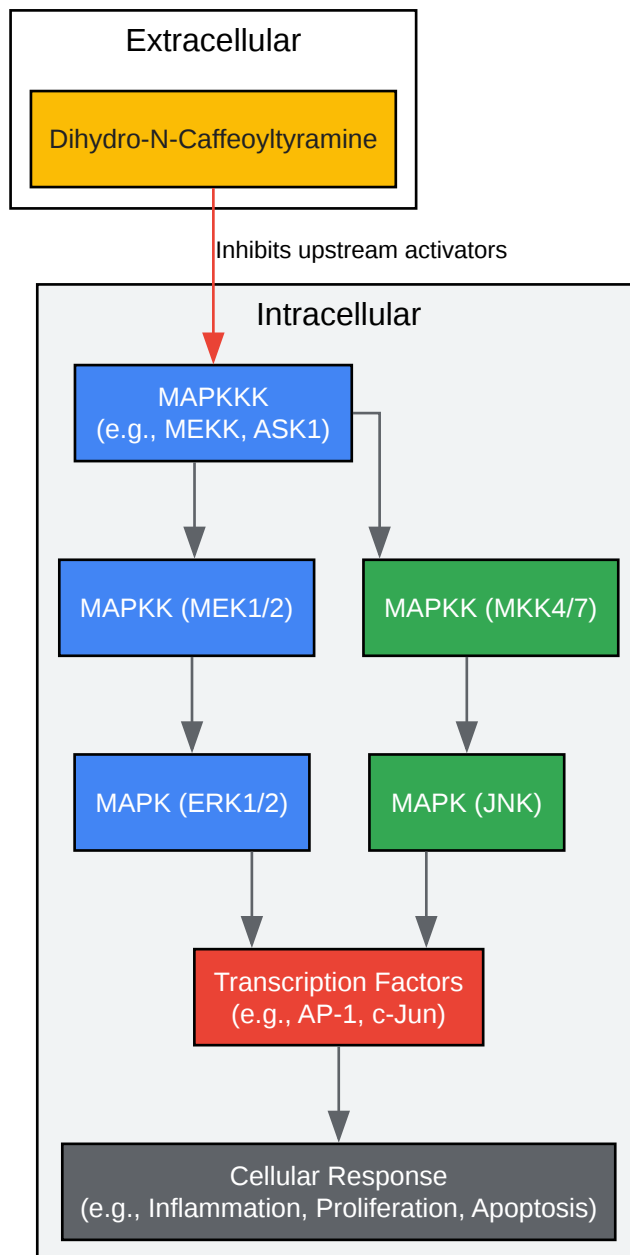 Extracellular
Dihydro-N-Caffeoyltyramine
Inhibits upstream activators
Intracellular
MAPKKK
(e.g., MEKK, ASK1)
MAPKK (MEK1/2)
MAPKK (MKK4/7)
MAPK (ERK1/2)
MAPK (JNK)
Transcription Factors
(e.g., AP-1, c-Jun)
Cellular Response
(e.g., Inflammation, Proliferation, Apoptosis)